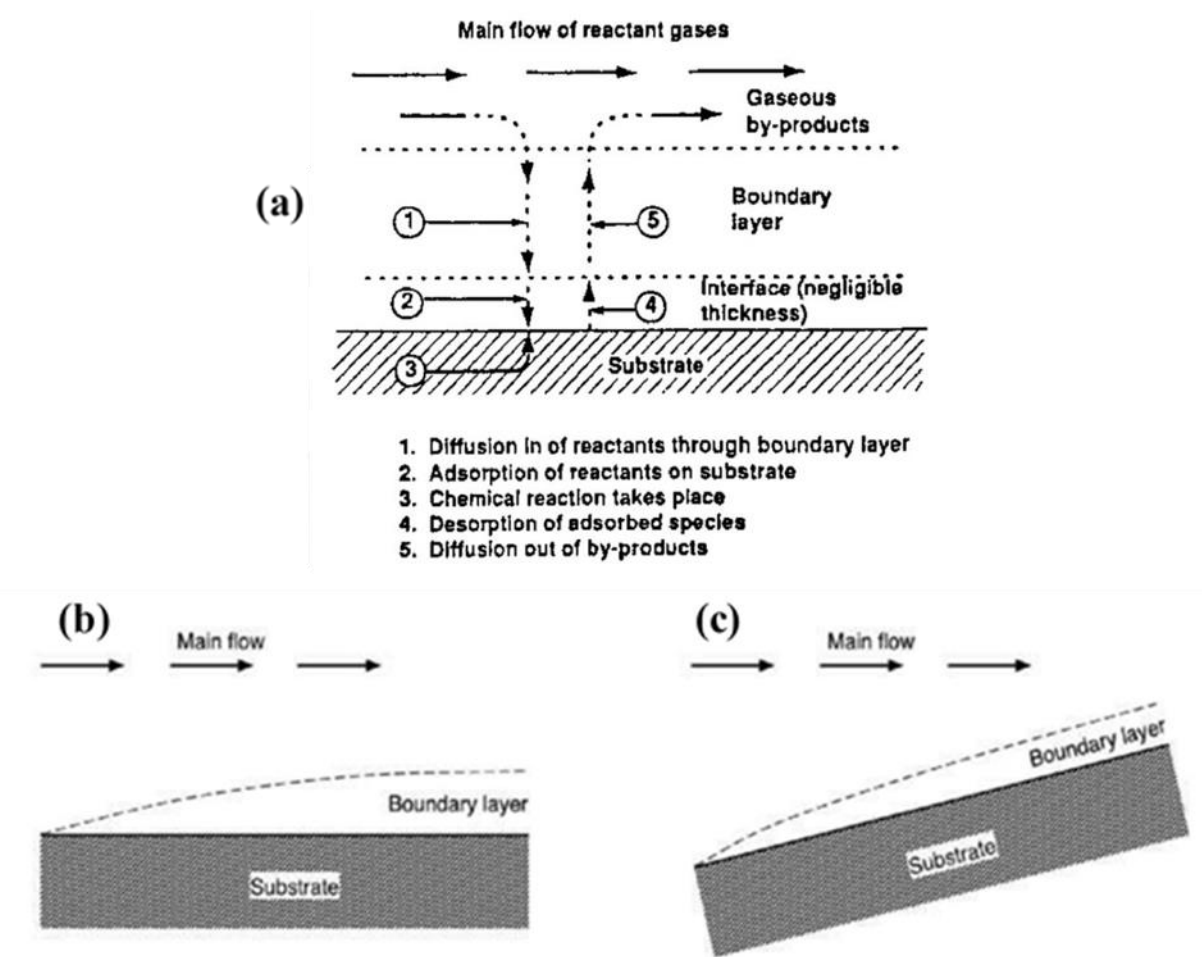 Main flow of reactant gases
Gaseous
by-products
(a)
Boundary
layer
1
5
Interface (negligible
thickness)
2
4
3
Substrate
1. Diffusion in of reactants through boundary layer
2. Adsorption of reactants on substrate
3. Chemical reaction takes place
4. Desorption of adsorbed species
5. Diffusion out of by-products
(b)
Main flow
Boundary layer
Substrate
(c)
Main flow
Boundary layer
Substrate